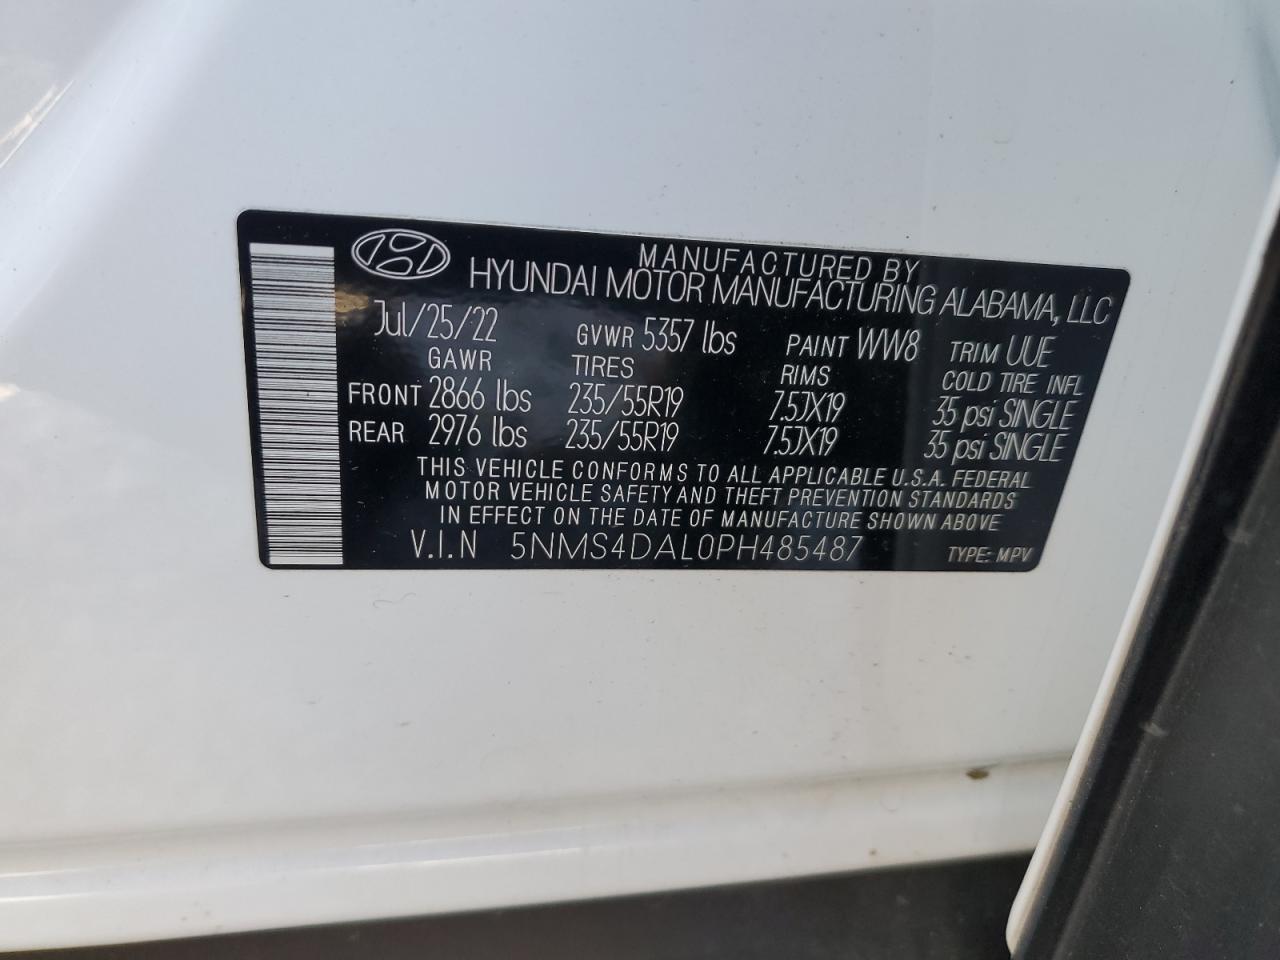 MANUFACTURED BY
HYUNDAI MOTOR MANUFACTURING ALABAMA, LLC
Jul/25/22 GVWR 5357 lbs PAINT WW8 TRIM UUE
GAWR TIRES RIMS COLD TIRE INFL
FRONT 2866 lbs 235/55R19 7.5JX19 35 psi SINGLE
REAR 2976 lbs 235/55R19 7.5JX19 35 psi SINGLE
THIS VEHICLE CONFORMS TO ALL APPLICABLE U.S.A. FEDERAL
MOTOR VEHICLE SAFETY AND THEFT PREVENTION STANDARDS
IN EFFECT ON THE DATE OF MANUFACTURE SHOWN ABOVE
V.I.N 5NMS4DAL0PH485487 TYPE: MPV